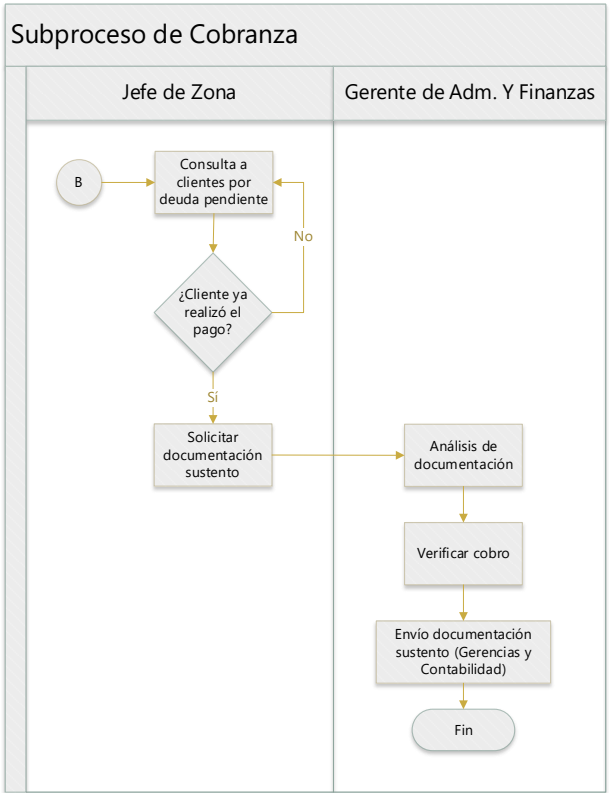 Subproceso de Cobranza
Jefe de Zona
Gerente de Adm. Y Finanzas
B
Consulta a
clientes por
deuda pendiente
No
¿Cliente ya
realizó el
pago?
Sí
Solicitar
documentación
sustento
Análisis de
documentación
Verificar cobro
Envío documentación
sustento (Gerencias y
Contabilidad)
Fin